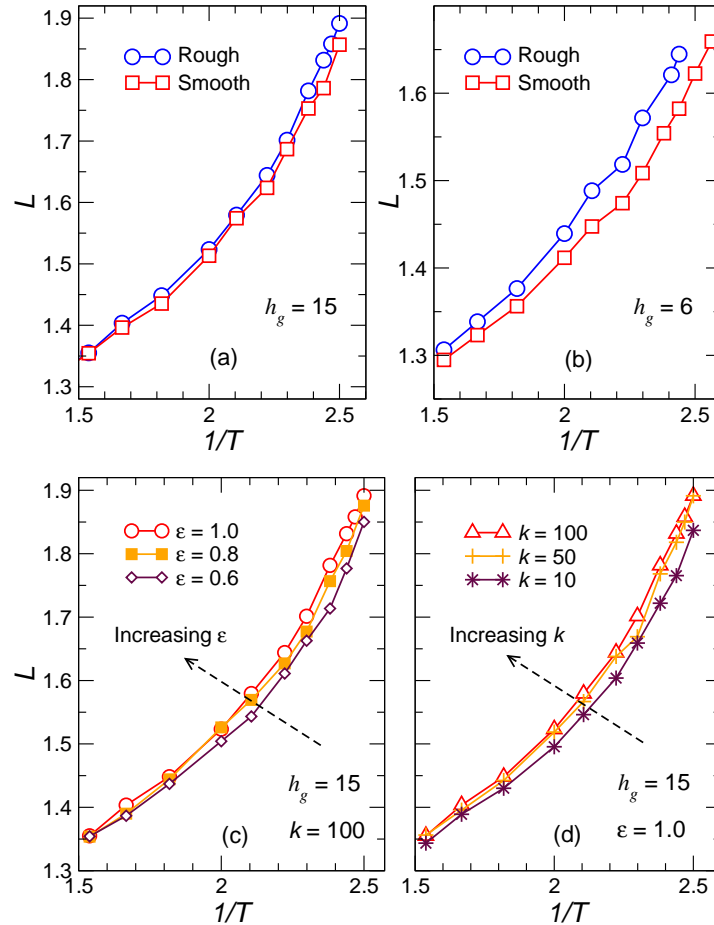 1.9
1.8
1.7
1.6
1.5
1.4
1.3
L
Rough
Smooth
h_g = 15
(a)
1.5
2
2.5
1/T
1.6
1.5
1.4
1.3
L
Rough
Smooth
h_g = 6
(b)
1.5
2
2.5
1/T
1.9
1.8
1.7
1.6
1.5
1.4
1.3
L
ε = 1.0
ε = 0.8
ε = 0.6
Increasing ε
h_g = 15
(c)
k = 100
1.5
2
2.5
1/T
k = 100
k = 50
k = 10
Increasing k
h_g = 15
(d)
ε = 1.0
1.5
2
2.5
1/T